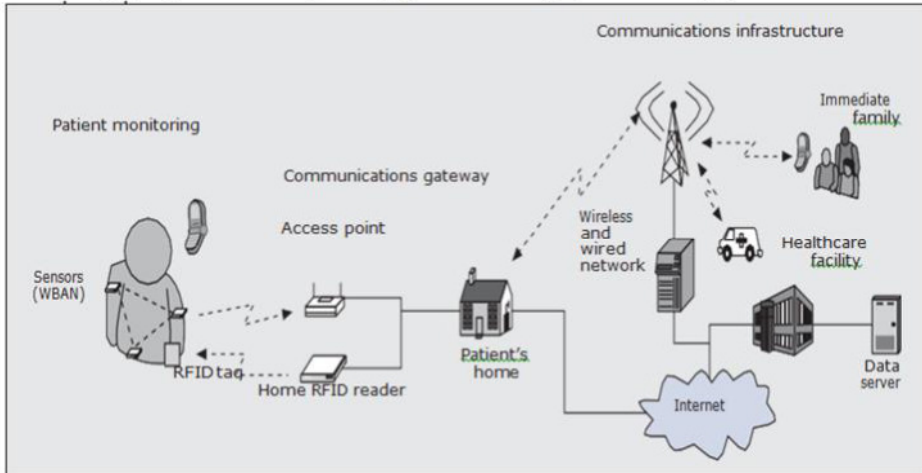 Communications infrastructure
Immediate
family
Patient monitoring
Communications gateway
Access point
Wireless
and
wired
network
Healthcare
facility
Sensors
(WBAN)
RFID tag
Home RFID reader
Patient's
home
Internet
Data
server